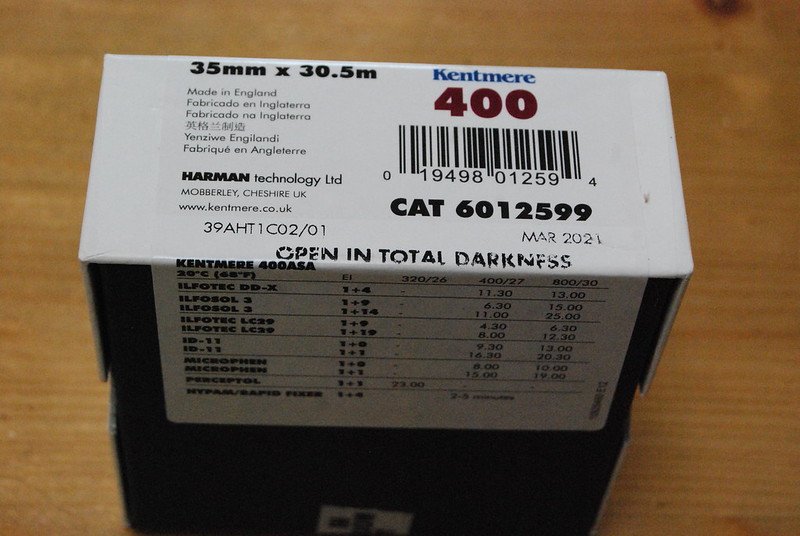 35mm x 30.5m
Kentmere
400
Made in England
Fabricado en Inglaterra
Fabricado na Inglaterra
英格兰制造
Yenziwe Engilandi
Fabriqué en Angleterre
HARMAN technology Ltd
MOBBERLEY, CHESHIRE UK
www.kentmere.co.uk
0 19498 01259 4
CAT 6012599
39AHT1C02/01
MAR 2021
OPEN IN TOTAL DARKNESS
KENTMERE 400ASA
20°C (68°F) EI 320/26 400/27 800/30
ILFOTEC DD-X 1+4 - 11.30 13.00
ILFOSOL 3 1+9 - 6.30 15.00
ILFOSOL 3 1+14 - 11.00 25.00
ILFOTEC LC29 1+9 - 4.30 6.30
ILFOTEC LC29 1+19 - 8.00 12.30
ID-11 1+0 - 9.30 13.00
ID-11 1+1 - 16.30 20.30
MICROPHEN 1+0 - 8.00 10.00
MICROPHEN 1+1 - 15.00 19.00
PERCEPTOL 1+1 23.00 - -
HYPAM/RAPID FIXER 1+4 2-5 minutes